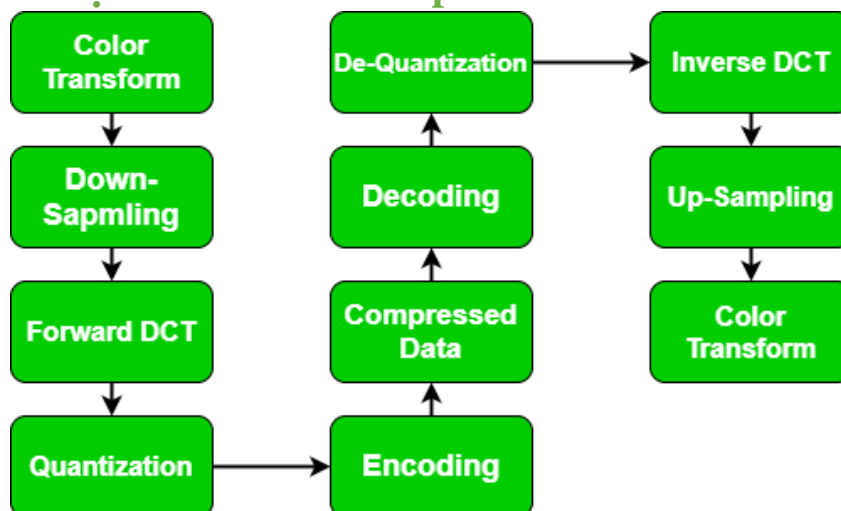 Color
Transform
Down-
Sapmling
Forward DCT
Quantization
Encoding
Compressed
Data
Decoding
De-Quantization
Inverse DCT
Up-Sampling
Color
Transform